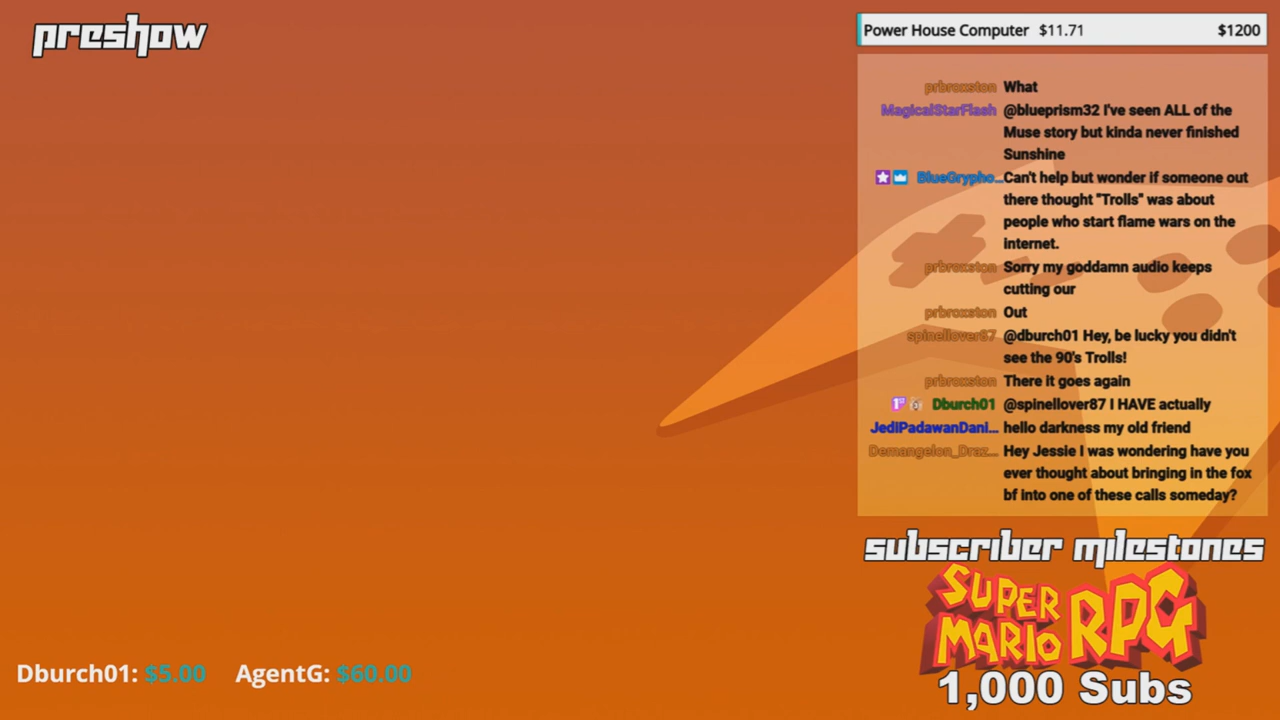 preshow
Power House Computer $11.71 $1200
prbroxston What
MagicalStarFlash @blueprism32 I've seen ALL of the
Muse story but kinda never finished
Sunshine
BlueGrypho... Can't help but wonder if someone out
there thought "Trolls" was about
people who start flame wars on the
internet.
prbroxston Sorry my goddamn audio keeps
cutting our
prbroxston Out
spinellover87 @dburch01 Hey, be lucky you didn't
see the 90's Trolls!
prbroxston There it goes again
Dburch01 @spinellover87 I HAVE actually
JediPadawanDani... hello darkness my old friend
Demangeion_Draz... Hey Jessie I was wondering have you
ever thought about bringing in the fox
bf into one of these calls someday?
subscriber milestones
SUPER
MARIO RPG
1,000 Subs
Dburch01: $5.00 AgentG: $60.00